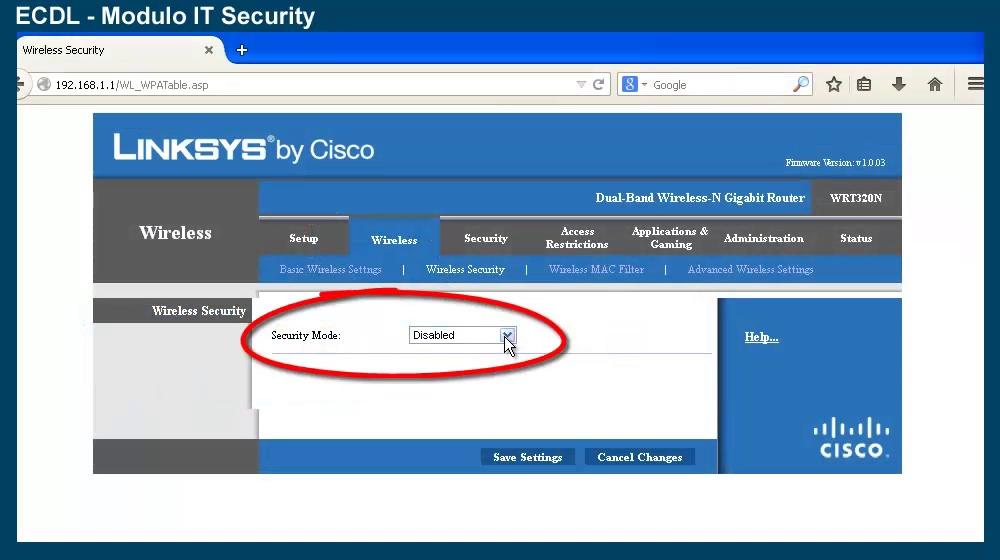 ECDL - Modulo IT Security
Wireless Security
192.168.1.1/WL_WPATable.asp
Google
LINKSYS® by Cisco
Firmware Version: v1.0.03
Dual-Band Wireless-N Gigabit Router WRT320N
Wireless
Setup Wireless Security Access Restrictions Applications & Gaming Administration Status
Basic Wireless Settngs | Wireless Security | Wireless MAC Filter | Advanced Wireless Settings
Wireless Security
Security Mode: Disabled
Help...
CISCO.
Save Settings Cancel Changes